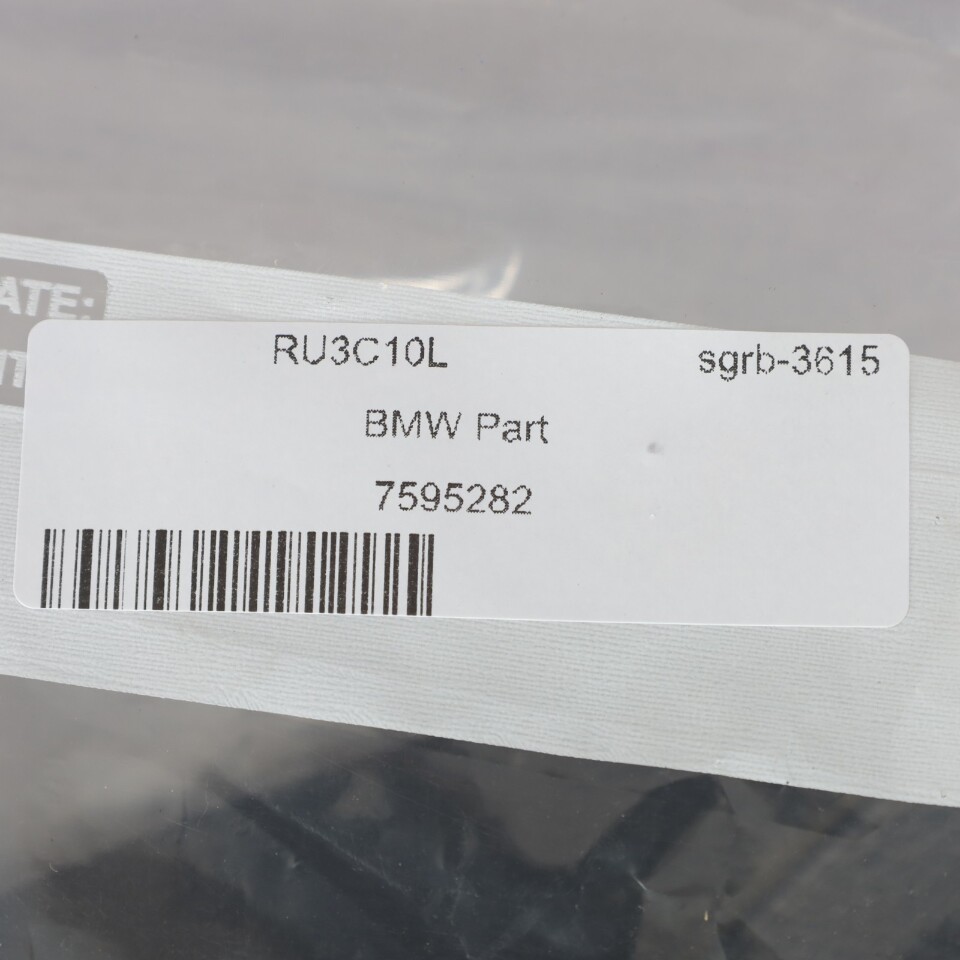 ATE:
RU3C10L sgrb-3615
BMW Part
7595282